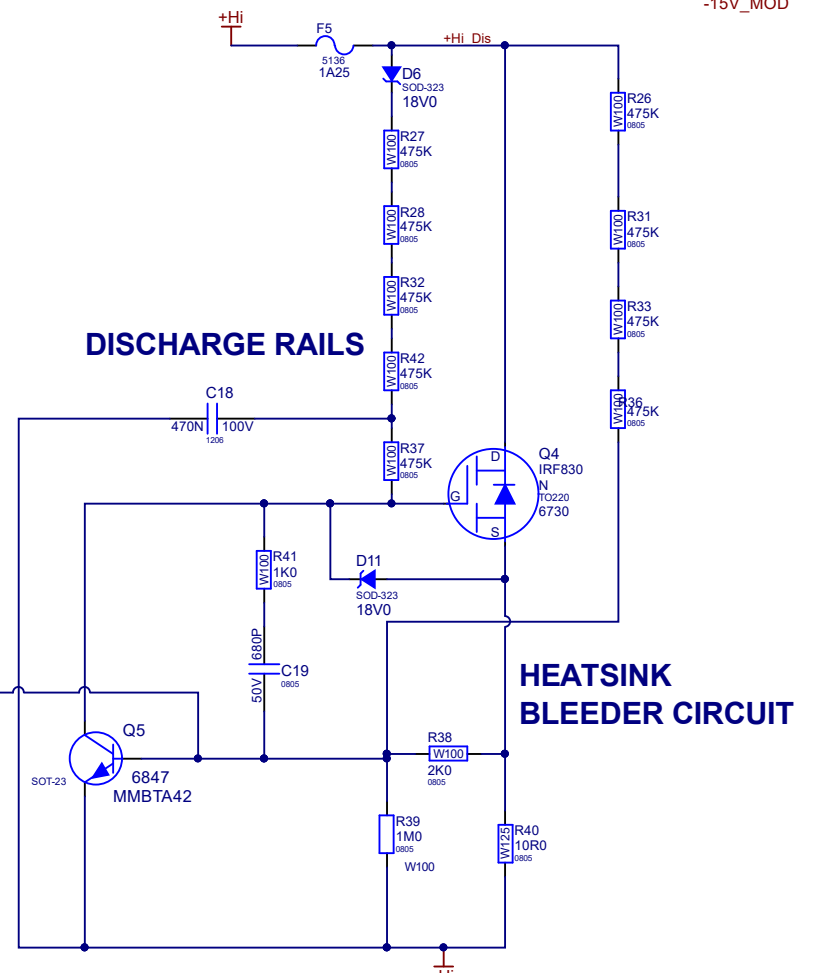 -15V_MOD
+Hi
F5
5136
1A25
+Hi_Dis
D6
SOD-323
18V0
R26
475K
0805
W100
R27
475K
0805
W100
R28
475K
0805
W100
R31
475K
0805
W100
R32
475K
0805
W100
R33
475K
0805
W100
DISCHARGE RAILS
R42
475K
0805
W100
R36
475K
0805
W100
C18
470N
100V
1206
R37
475K
0805
W100
D
G
S
Q4
IRF830
N
TO220
6730
R41
1K0
0805
W100
D11
SOD-323
18V0
680P
C19
0805
50V
HEATSINK
BLEEDER CIRCUIT
Q5
SOT-23
6847
MMBTA42
R38
W100
2K0
0805
R39
1M0
0805
W100
R40
10R0
0805
W125